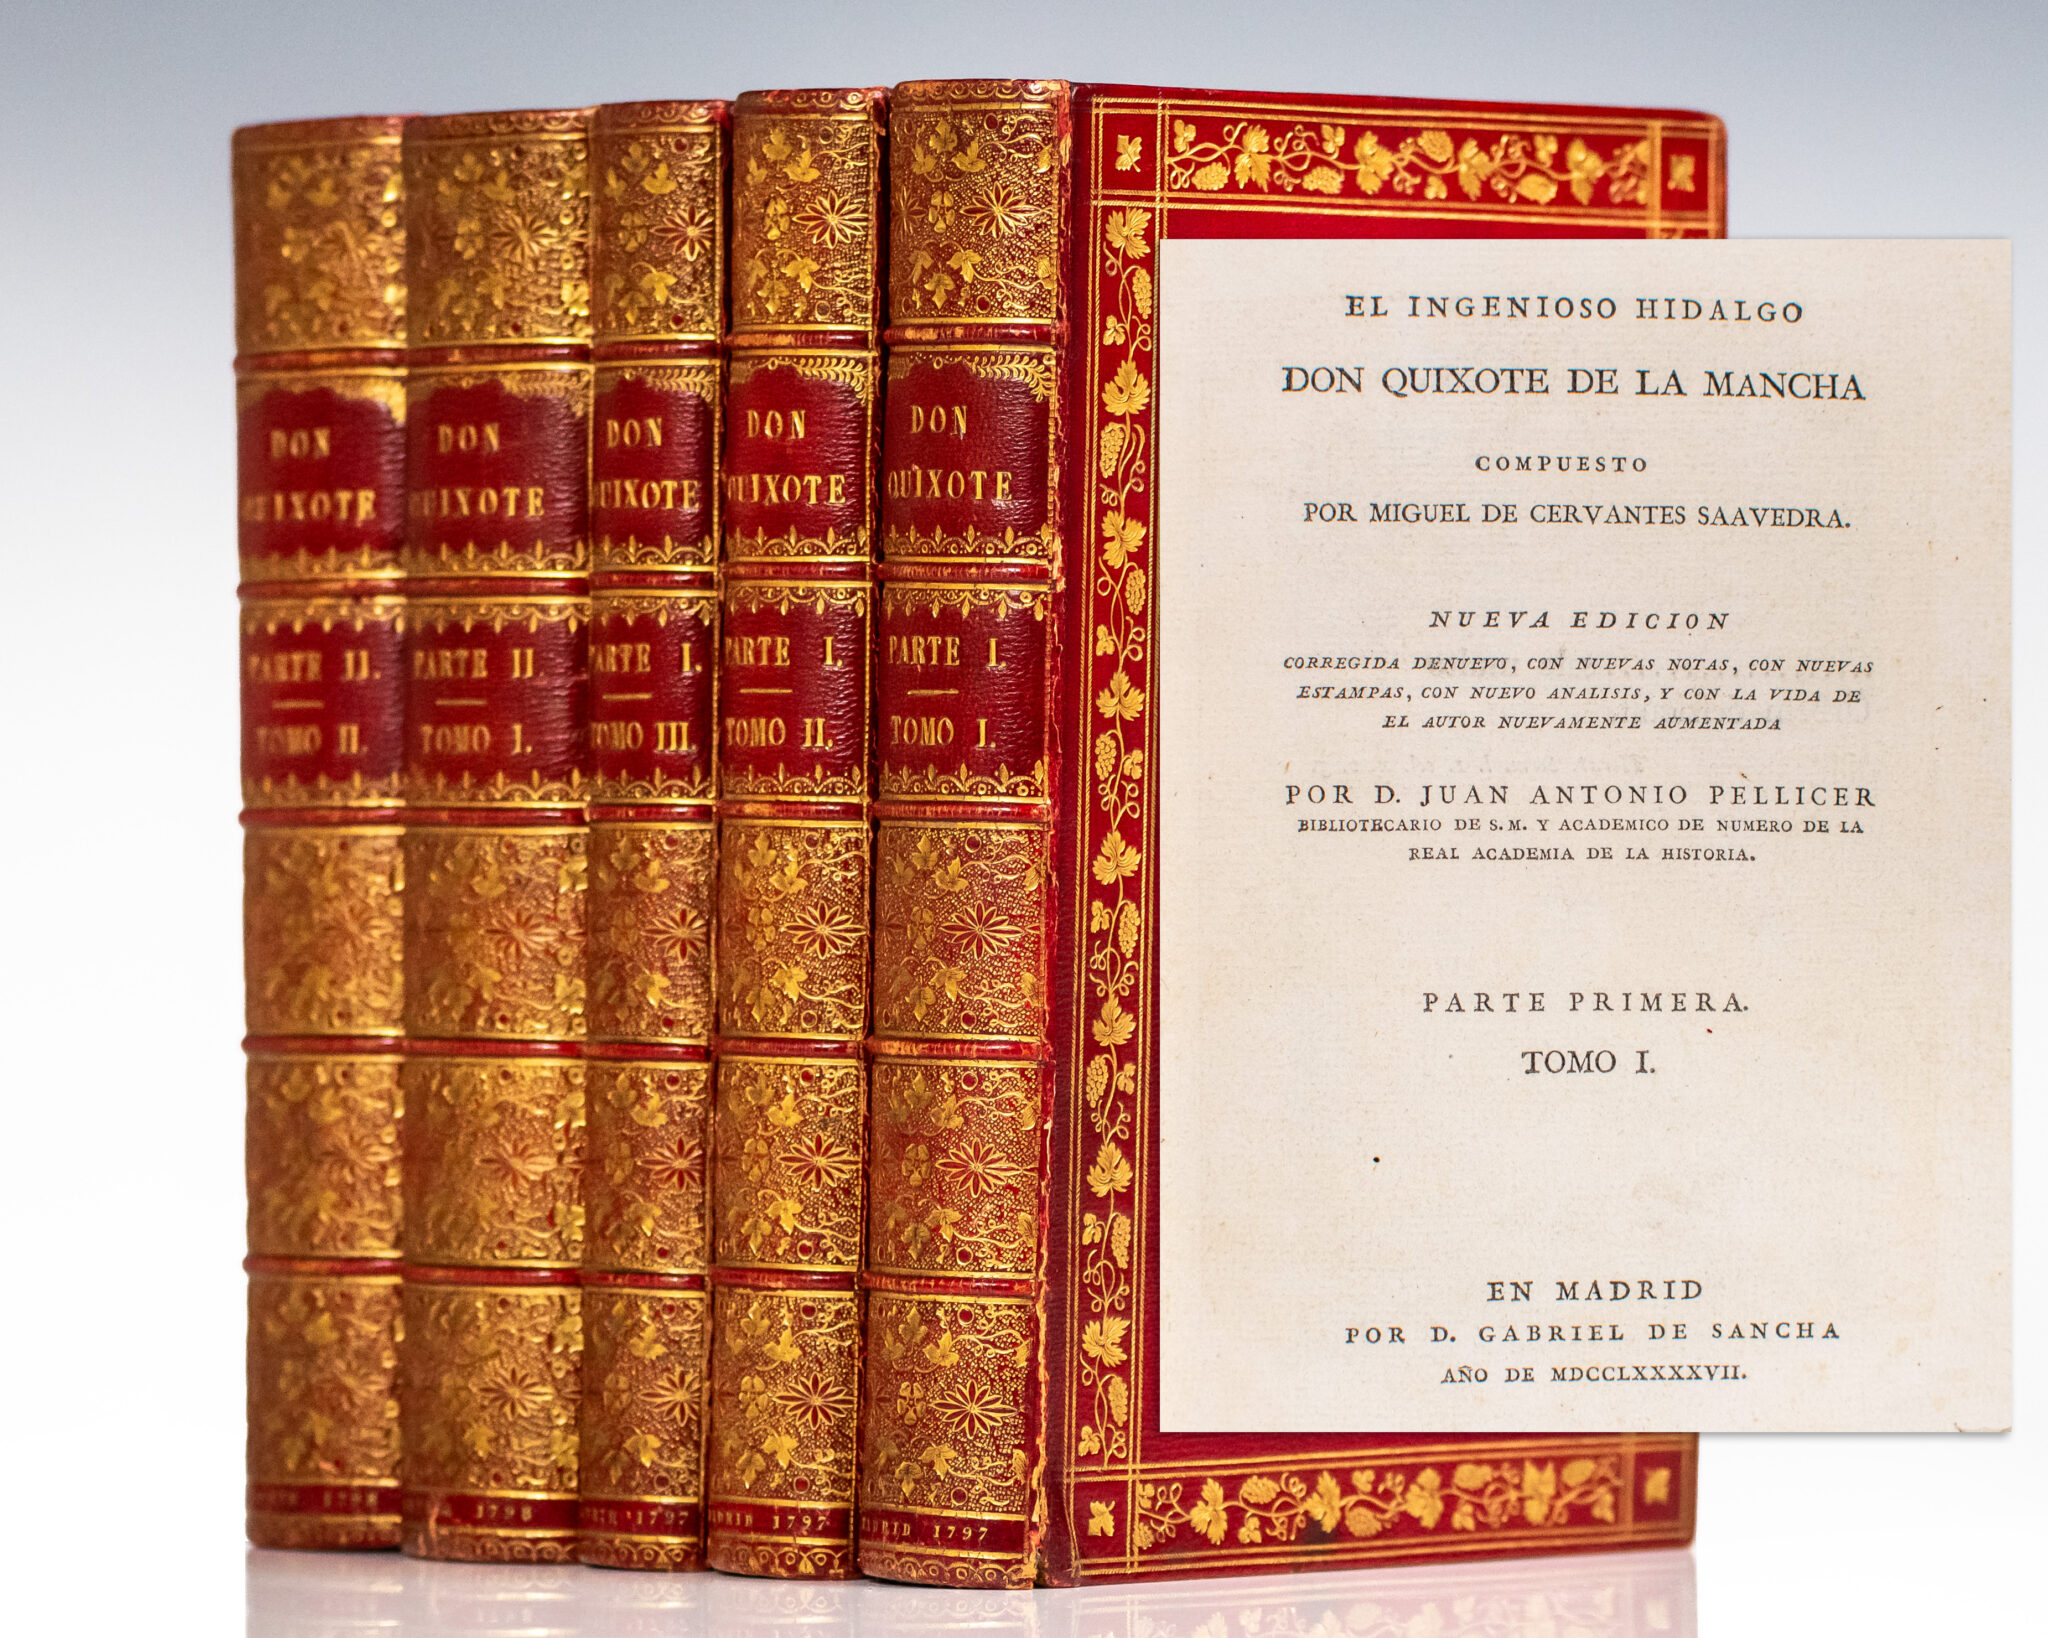 DON
QUIXOTE
PARTE II.
TOMO II.
1798
DON
QUIXOTE
PARTE II.
TOMO I.
1798
DON
QUIXOTE
PARTE I.
TOMO III.
1797
DON
QUIXOTE
PARTE I.
TOMO II.
MADRID 1797
DON
QUIXOTE
PARTE I.
TOMO I.
MADRID 1797
EL INGENIOSO HIDALGO
DON QUIXOTE DE LA MANCHA
COMPUESTO
POR MIGUEL DE CERVANTES SAAVEDRA.
NUEVA EDICION
CORREGIDA DENUEVO, CON NUEVAS NOTAS, CON NUEVAS
ESTAMPAS, CON NUEVO ANALISIS, Y CON LA VIDA DE
EL AUTOR NUEVAMENTE AUMENTADA
POR D. JUAN ANTONIO PELLICER
BIBLIOTECARIO DE S. M. Y ACADEMICO DE NUMERO DE LA
REAL ACADEMIA DE LA HISTORIA.
PARTE PRIMERA.
TOMO I.
EN MADRID
POR D. GABRIEL DE SANCHA
AÑO DE MDCCLXXXXVII.